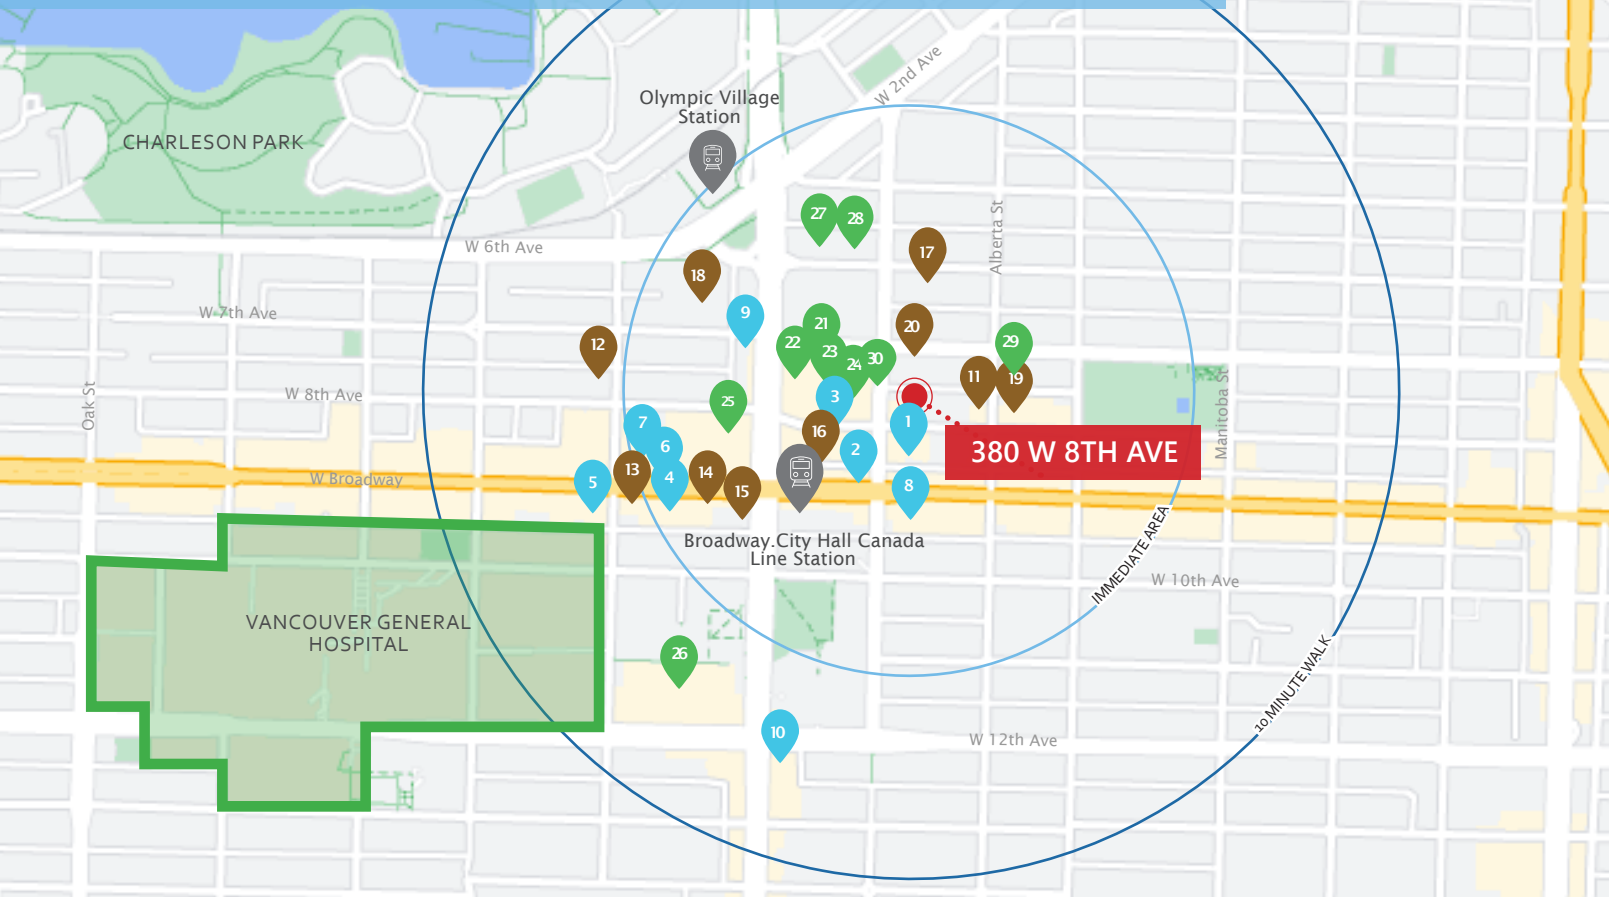 W 2nd Ave
Olympic Village
Station
CHARLESON PARK
27
28
Alberta St
W 6th Ave
17
18
W 7th Ave
9
21
20
12
22
23
24
30
29
11
19
Oak St
W 8th Ave
25
3
Manitoba St
7
1
16
6
2
380 W 8TH AVE
W Broadway
5
13
4
14
15
8
Broadway.City Hall Canada
Line Station
IMMEDIATE AREA
W 10th Ave
VANCOUVER GENERAL
HOSPITAL
26
10 MINUTE WALK
10
W 12th Ave